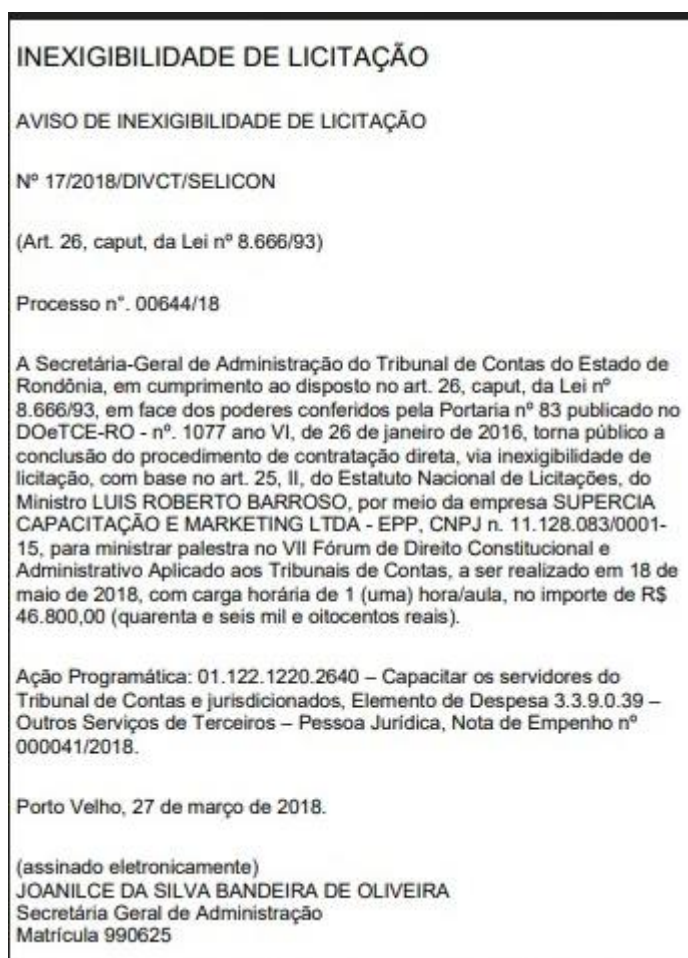 INEXIGIBILIDADE DE LICITAÇÃO
AVISO DE INEXIGIBILIDADE DE LICITAÇÃO
Nº 17/2018/DIVCT/SELICON
(Art. 26, caput, da Lei nº 8.666/93)
Processo n°. 00644/18
A Secretária-Geral de Administração do Tribunal de Contas do Estado de
Rondônia, em cumprimento ao disposto no art. 26, caput, da Lei nº
8.666/93, em face dos poderes conferidos pela Portaria nº 83 publicado no
DOeTCE-RO - nº. 1077 ano VI, de 26 de janeiro de 2016, torna público a
conclusão do procedimento de contratação direta, via inexigibilidade de
licitação, com base no art. 25, II, do Estatuto Nacional de Licitações, do
Ministro LUIS ROBERTO BARROSO, por meio da empresa SUPERCIA
CAPACITAÇÃO E MARKETING LTDA - EPP, CNPJ n. 11.128.083/0001-
15, para ministrar palestra no VII Fórum de Direito Constitucional e
Administrativo Aplicado aos Tribunais de Contas, a ser realizado em 18 de
maio de 2018, com carga horária de 1 (uma) hora/aula, no importe de R$
46.800,00 (quarenta e seis mil e oitocentos reais).
Ação Programática: 01.122.1220.2640 – Capacitar os servidores do
Tribunal de Contas e jurisdicionados, Elemento de Despesa 3.3.9.0.39 –
Outros Serviços de Terceiros – Pessoa Jurídica, Nota de Empenho nº
000041/2018.
Porto Velho, 27 de março de 2018.
(assinado eletronicamente)
JOANILCE DA SILVA BANDEIRA DE OLIVEIRA
Secretária Geral de Administração
Matrícula 990625